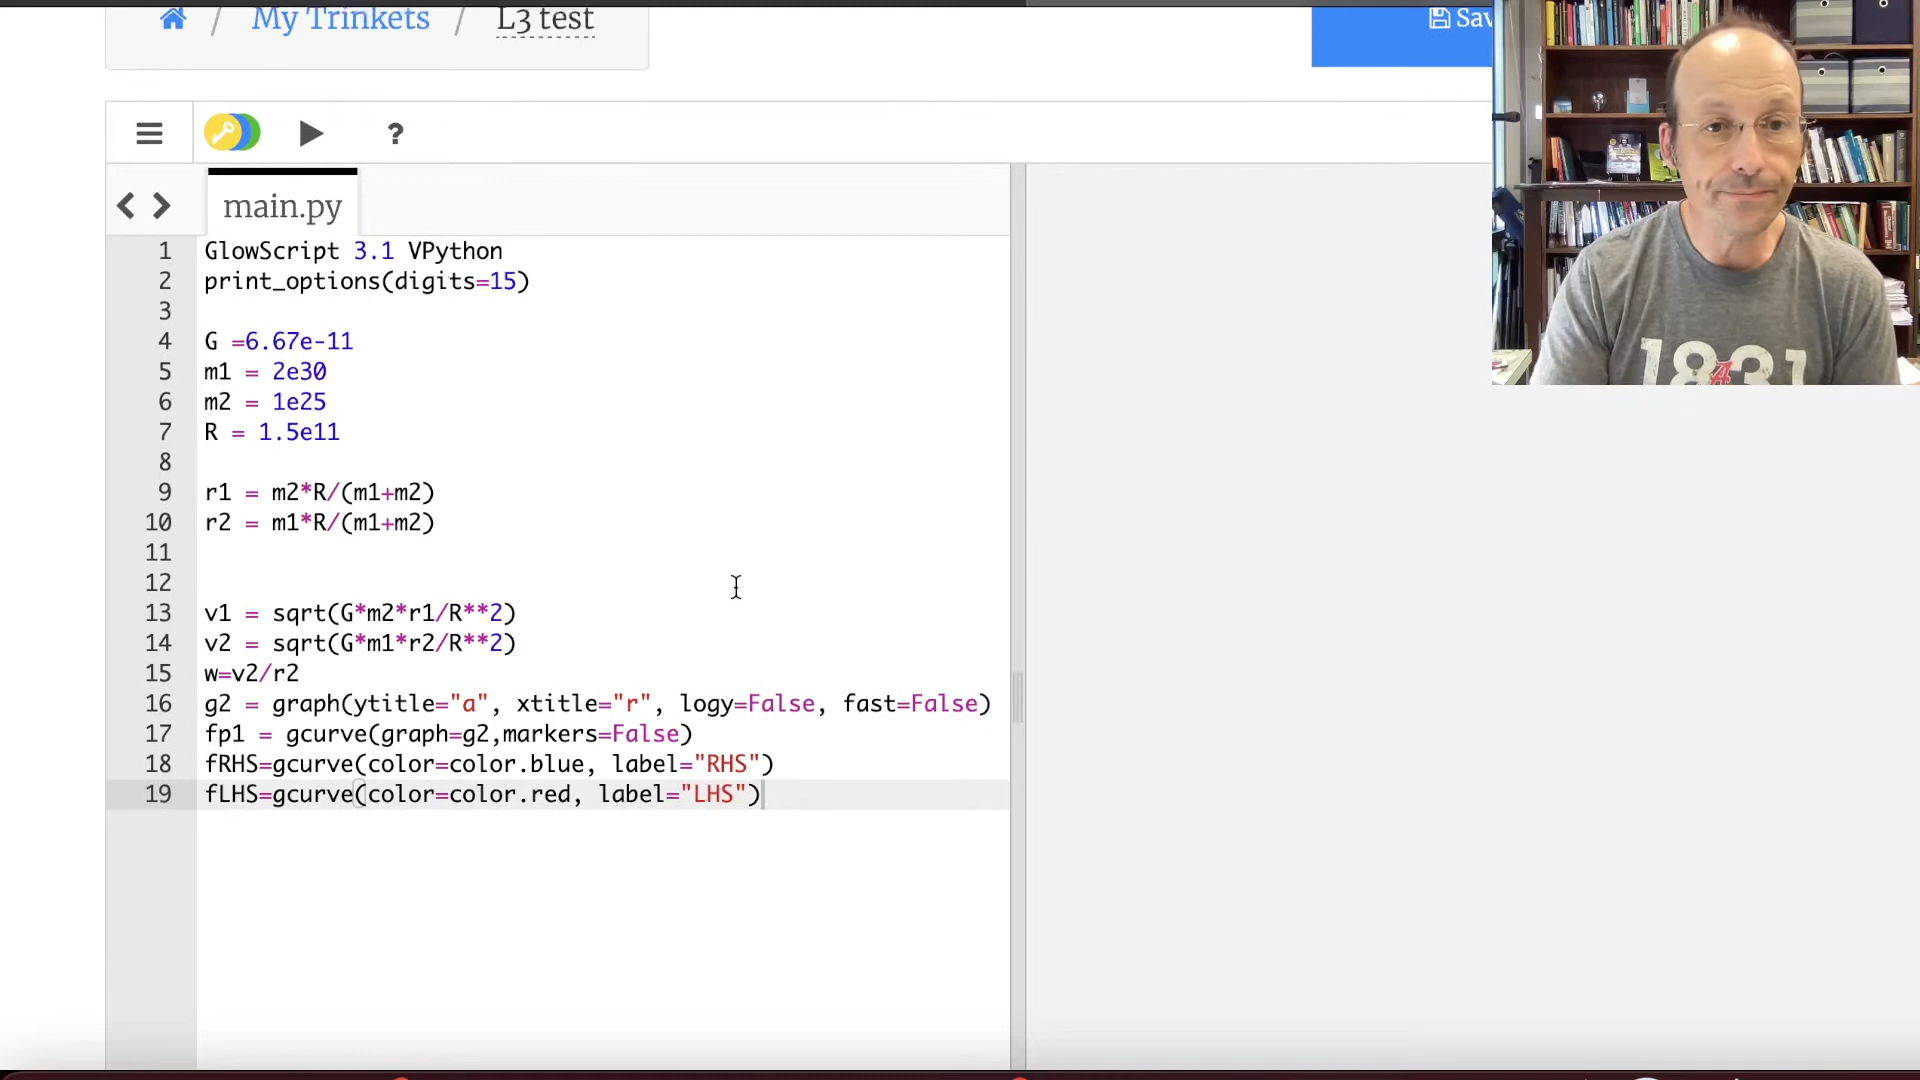 My Trinkets / L3 test
Sav
?
main.py
1 GlowScript 3.1 VPython
2 print_options(digits=15)
3
4 G =6.67e-11
5 m1 = 2e30
6 m2 = 1e25
7 R = 1.5e11
8
9 r1 = m2*R/(m1+m2)
10 r2 = m1*R/(m1+m2)
11
12
13 v1 = sqrt(G*m2*r1/R**2)
14 v2 = sqrt(G*m1*r2/R**2)
15 w=v2/r2
16 g2 = graph(ytitle="a", xtitle="r", logy=False, fast=False)
17 fp1 = gcurve(graph=g2,markers=False)
18 fRHS=gcurve(color=color.blue, label="RHS")
19 fLHS=gcurve(color=color.red, label="LHS")
1831
A